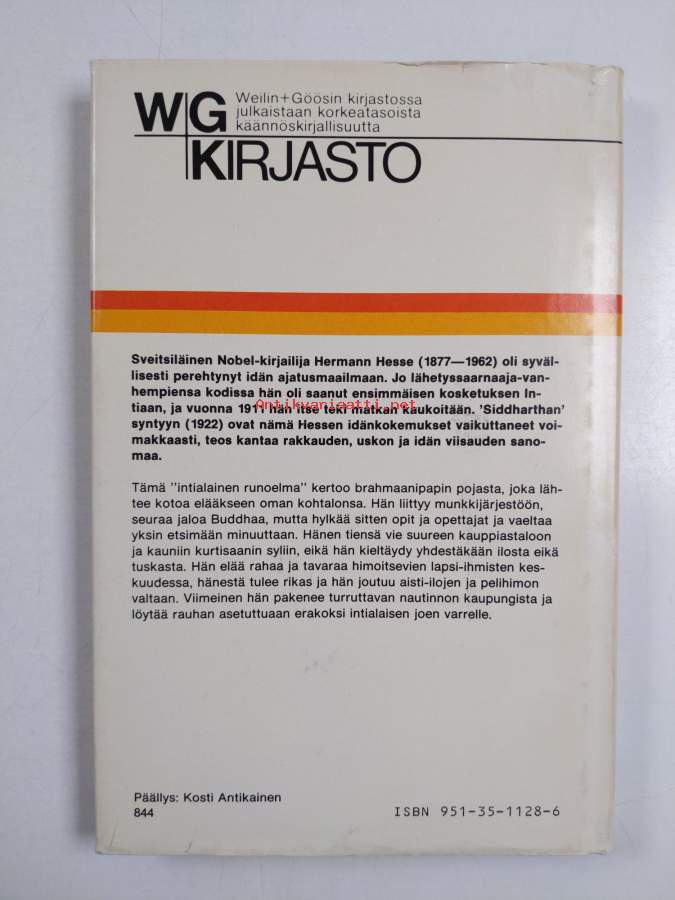 WG
Weilin+Göösin kirjastossa
julkaistaan korkeatasoista
käännöskirjallisuutta
KIRJASTO
Sveitsiläinen Nobel-kirjailija Hermann Hesse (1877—1962) oli syväl-
lisesti perehtynyt idän ajatusmaailmaan. Jo lähetyssaarnaaja-van-
hempiensa kodissa hän oli saanut ensimmäisen kosketuksen In-
tiaan, ja vuonna 1911 hän itse teki matkan kaukoitään. 'Siddharthan'
syntyyn (1922) ovat nämä Hessen idänkokemukset vaikuttaneet voi-
makkaasti, teos kantaa rakkauden, uskon ja idän viisauden sano-
maa.
Tämä "intialainen runoelma" kertoo brahmaanipapin pojasta, joka läh-
tee kotoa elääkseen oman kohtalonsa. Hän liittyy munkkijärjestöön,
seuraa jaloa Buddhaa, mutta hylkää sitten opit ja opettajat ja vaeltaa
yksin etsimään minuuttaan. Hänen tiensä vie suureen kauppiastaloon
ja kauniin kurtisaanin syliin, eikä hän kieltäydy yhdestäkään ilosta eikä
tuskasta. Hän elää rahaa ja tavaraa himoitsevien lapsi-ihmisten kes-
kuudessa, hänestä tulee rikas ja hän joutuu aisti-ilojen ja pelihimon
valtaan. Viimeinen hän pakenee turruttavan nautinnon kaupungista ja
löytää rauhan asetuttuaan erakoksi intialaisen joen varrelle.
Antikvariaatti.net
Päällys: Kosti Antikainen
844
ISBN 951-35-1128-6